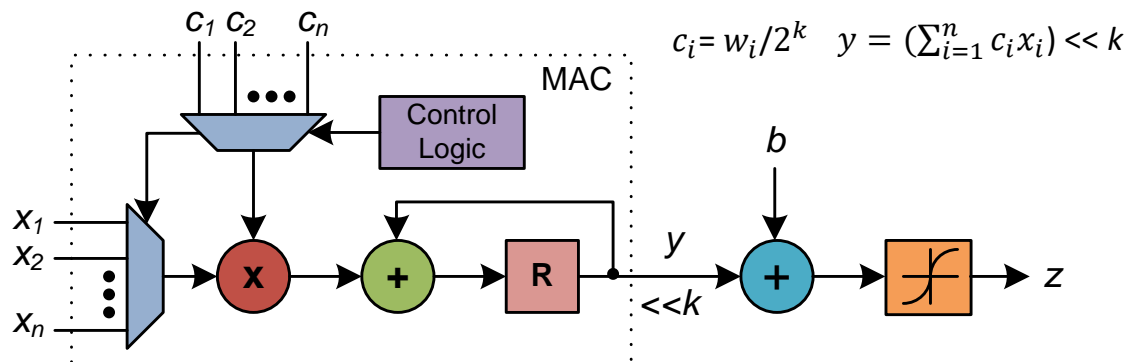 c1 c2 cn
ci = wi/2^k y = (∑_{i=1}^{n} ci xi) << k
MAC
Control
Logic
b
x1
x2
xn
x
+
R
y
<<k
+
z